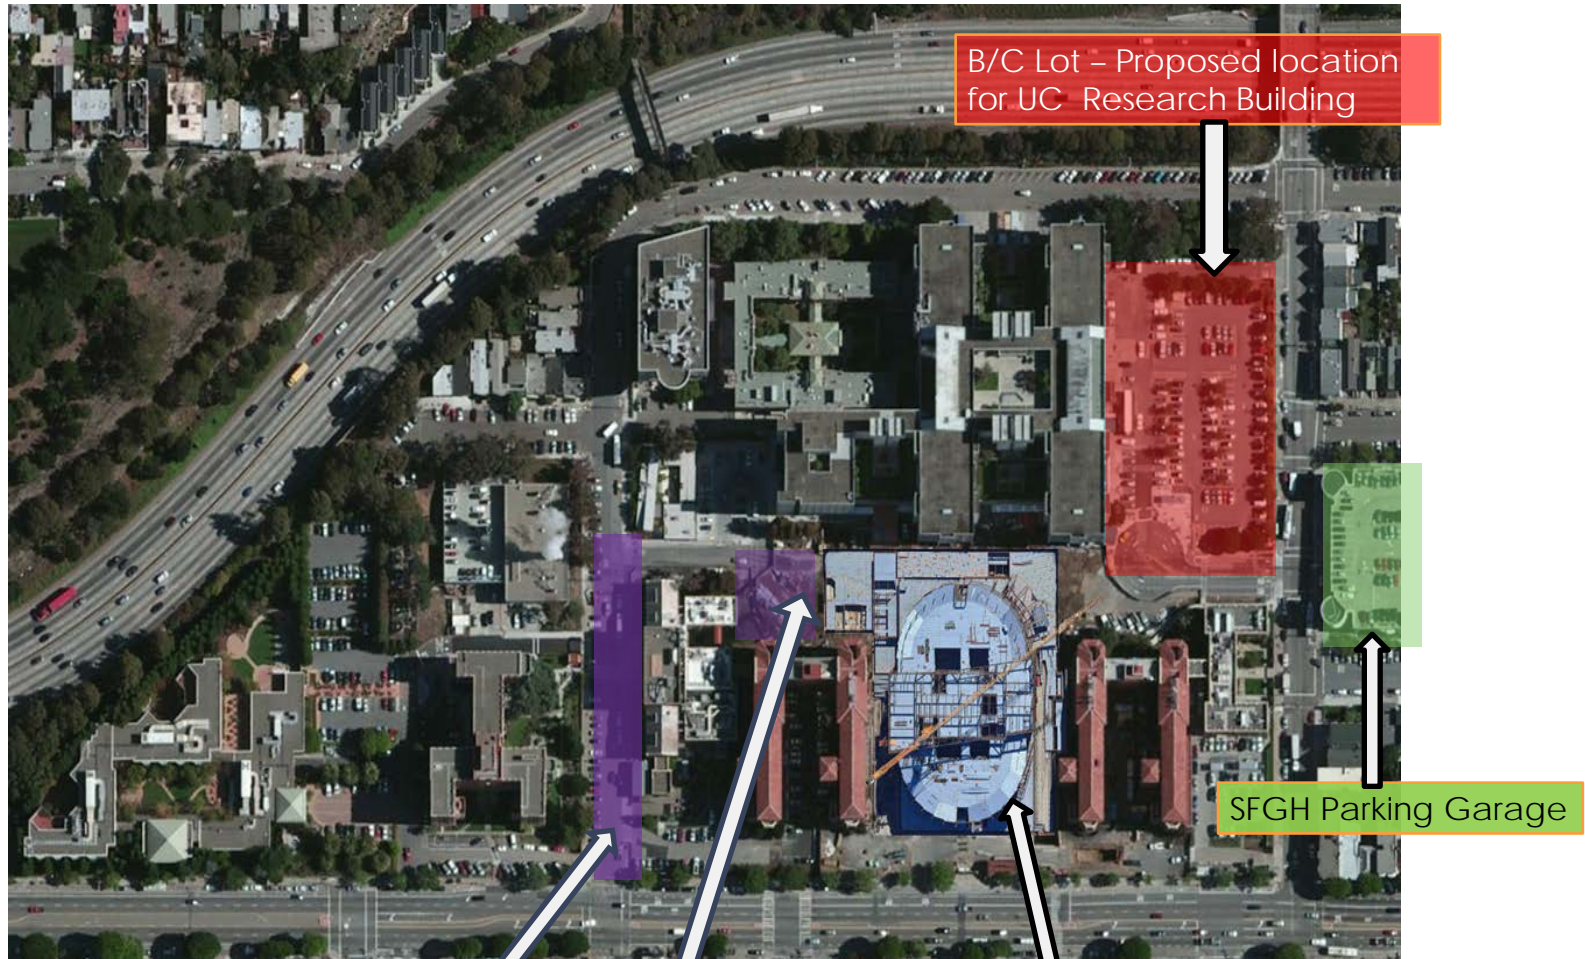 B/C Lot – Proposed location
for UC Research Building
SFGH Parking Garage